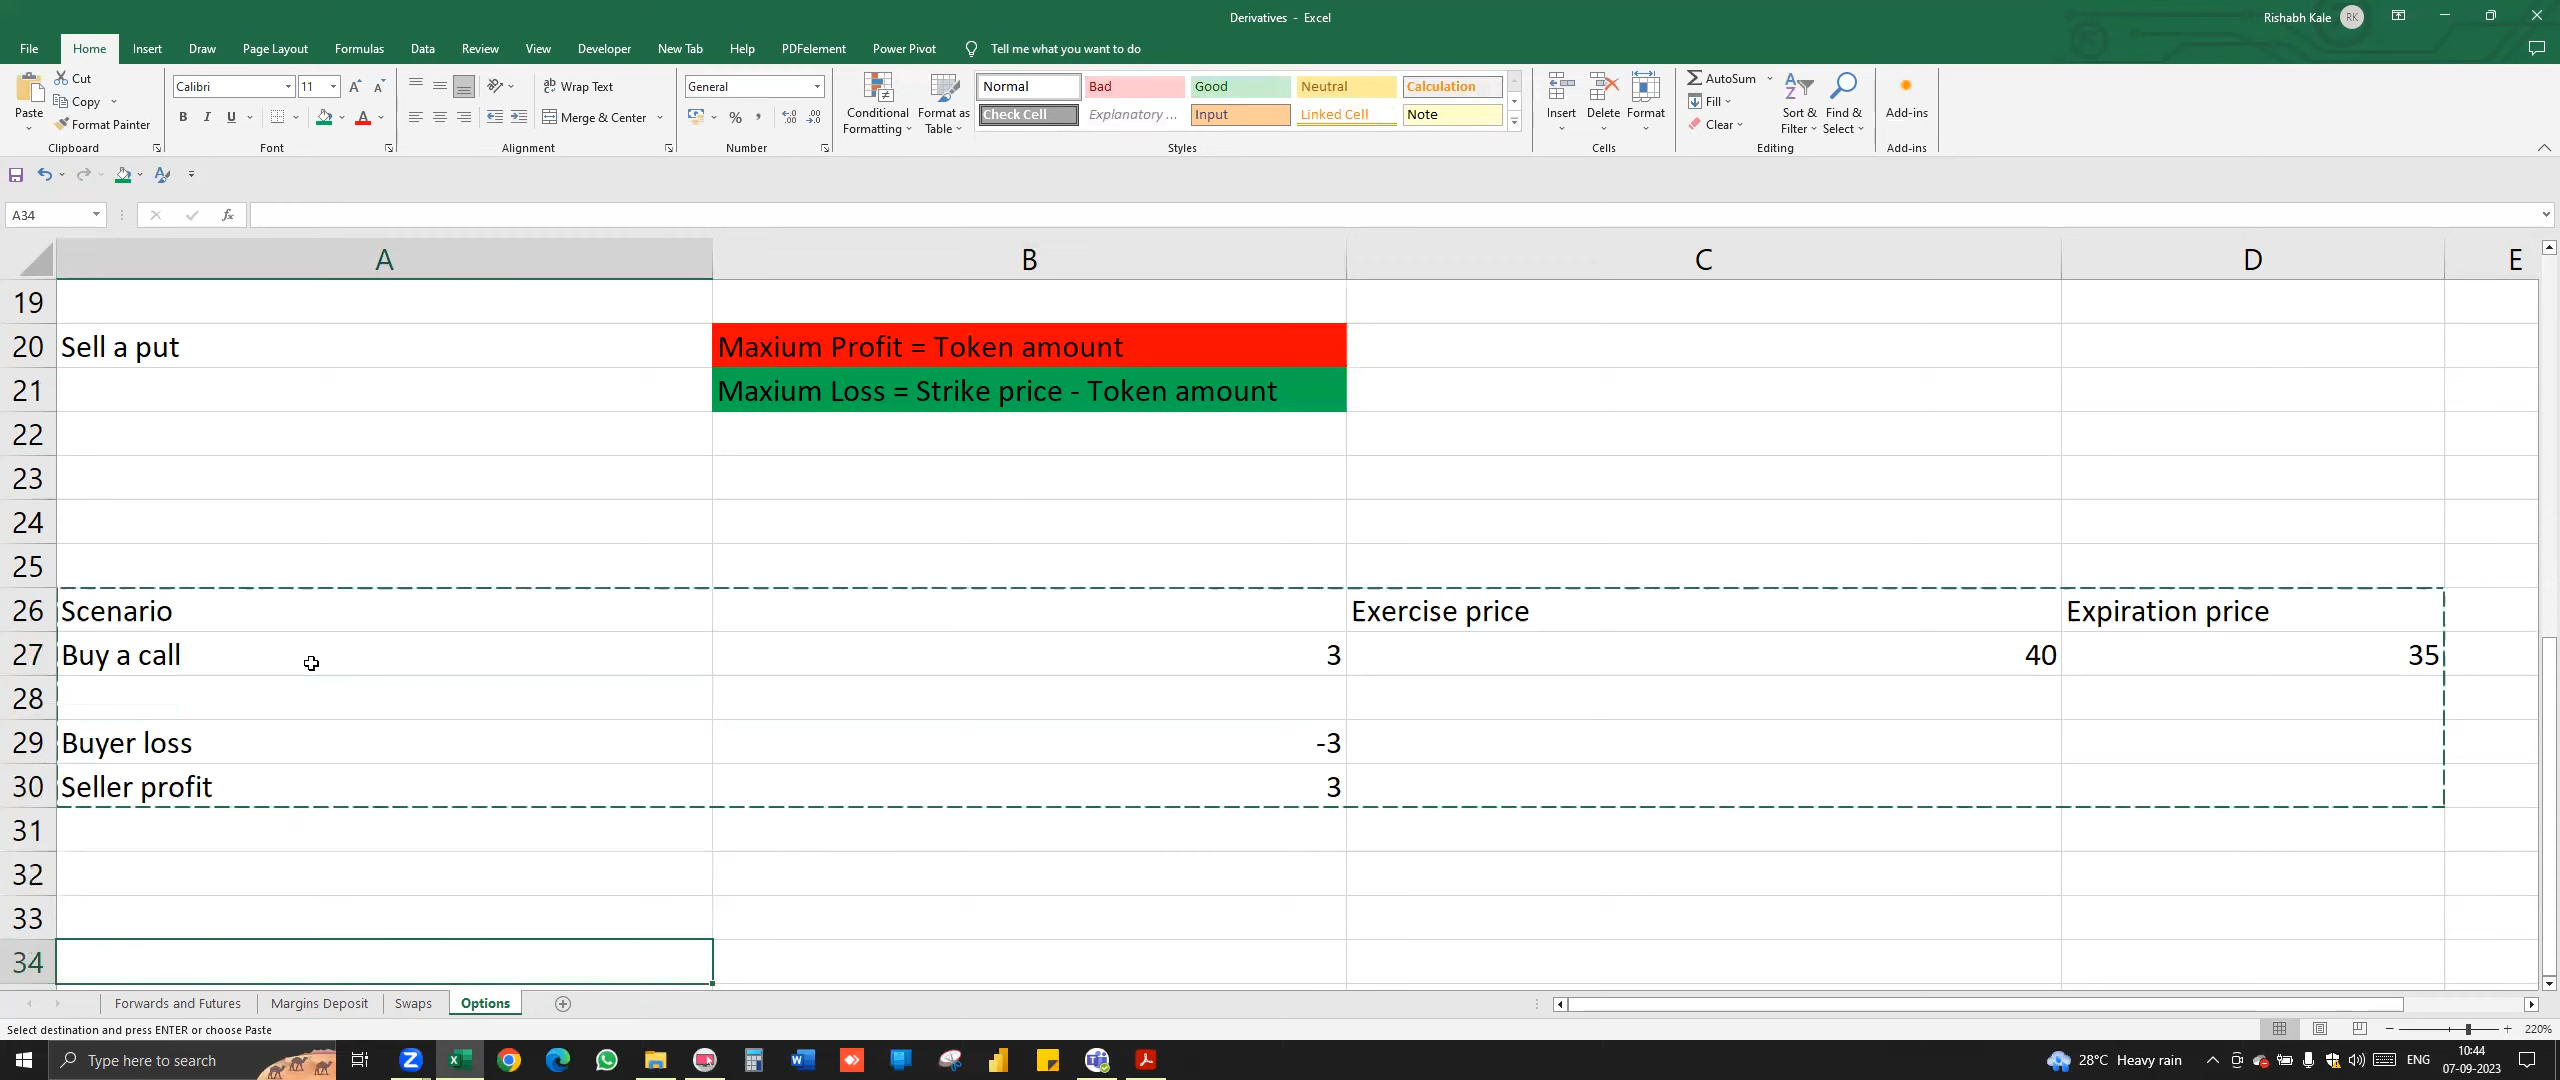 Derivatives - Excel
Rishabh Kale RK
File Home Insert Draw Page Layout Formulas Data Review View Developer New Tab Help PDFelement Power Pivot Tell me what you want to do
Paste Cut Copy Format Painter
Clipboard
Calibri 11
B I U
Font
Wrap Text
Merge & Center
Alignment
General
% ,
Number
Conditional Formatting
Format as Table
Normal Bad Good Neutral Calculation
Check Cell Explanatory ... Input Linked Cell Note
Styles
Insert Delete Format
Cells
AutoSum
Fill
Clear
Sort & Filter
Find & Select
Editing
Add-ins
Add-ins
A34 fx
A B C D E
19
20 Sell a put Maxium Profit = Token amount
21 Maxium Loss = Strike price - Token amount
22
23
24
25
26 Scenario Exercise price Expiration price
27 Buy a call 3 40 35
28
29 Buyer loss -3
30 Seller profit 3
31
32
33
34
Forwards and Futures Margins Deposit Swaps Options
Select destination and press ENTER or choose Paste 220%
Type here to search 28°C Heavy rain ENG 10:44
07-09-2023